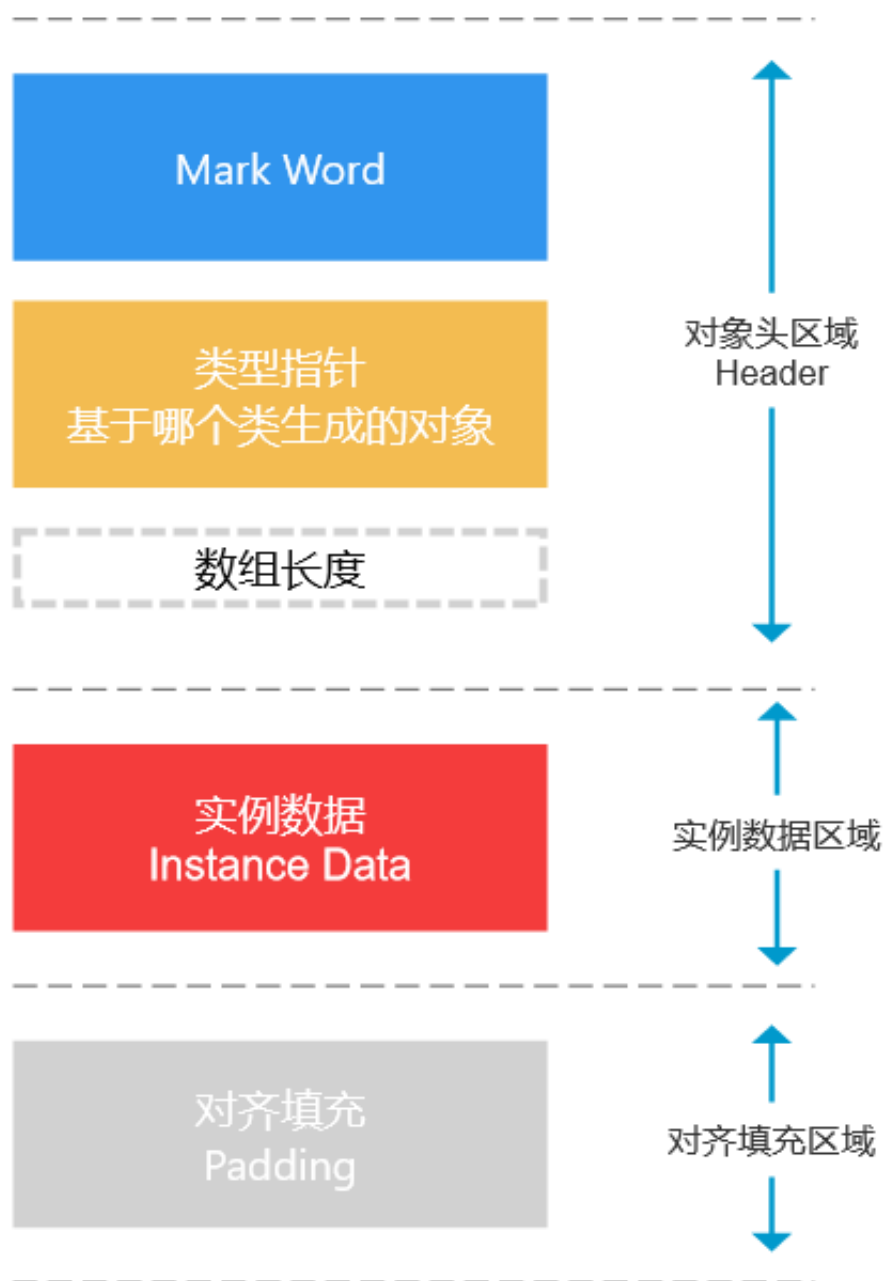 Mark Word
类型指针
基于哪个类生成的对象
对象头区域
Header
数组长度
实例数据
Instance Data
实例数据区域
对齐填充
Padding
对齐填充区域